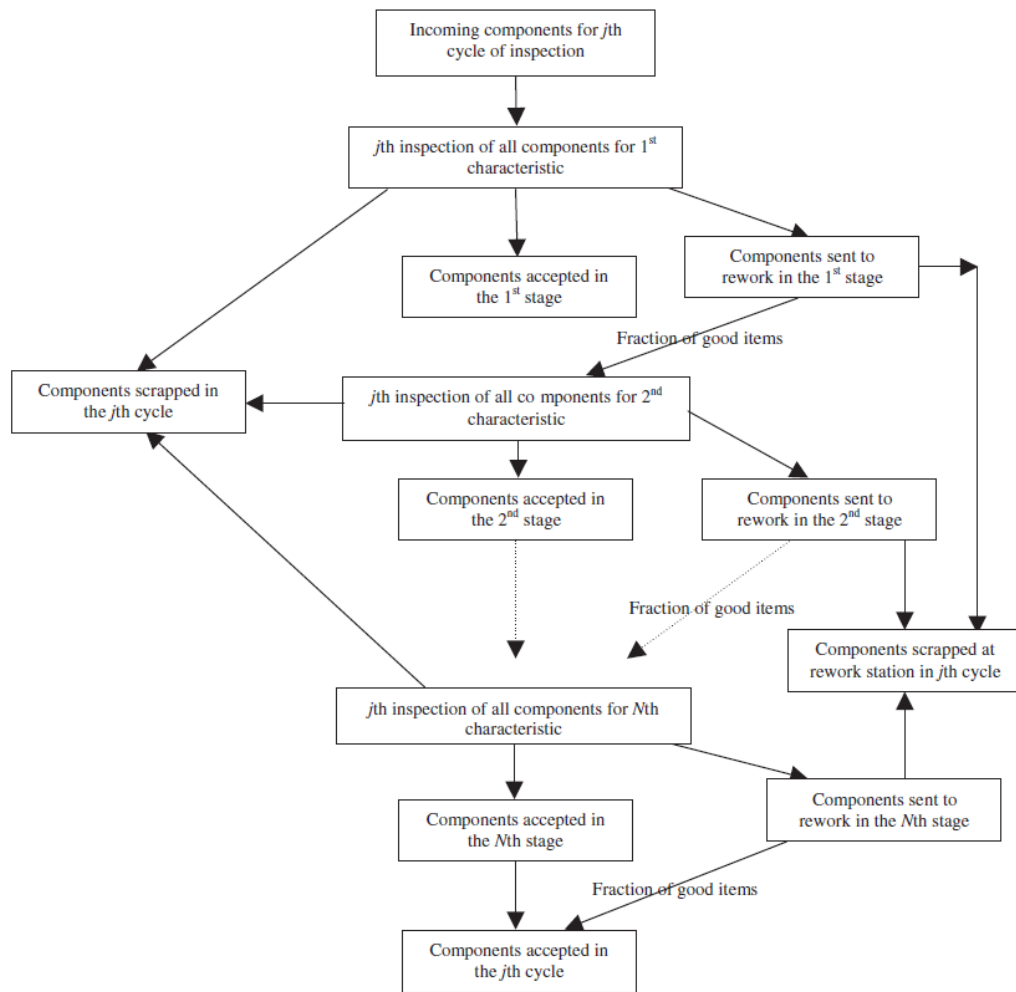 Incoming components for jth
cycle of inspection
jth inspection of all components for 1st
characteristic
Components accepted in
the 1st stage
Components sent to
rework in the 1st stage
Fraction of good items
Components scrapped in
the jth cycle
jth inspection of all co mponents for 2nd
characteristic
Components accepted in
the 2nd stage
Components sent to
rework in the 2nd stage
Fraction of good items
Components scrapped at
rework station in jth cycle
jth inspection of all components for Nth
characteristic
Components accepted in
the Nth stage
Components sent to
rework in the Nth stage
Fraction of good items
Components accepted in
the jth cycle